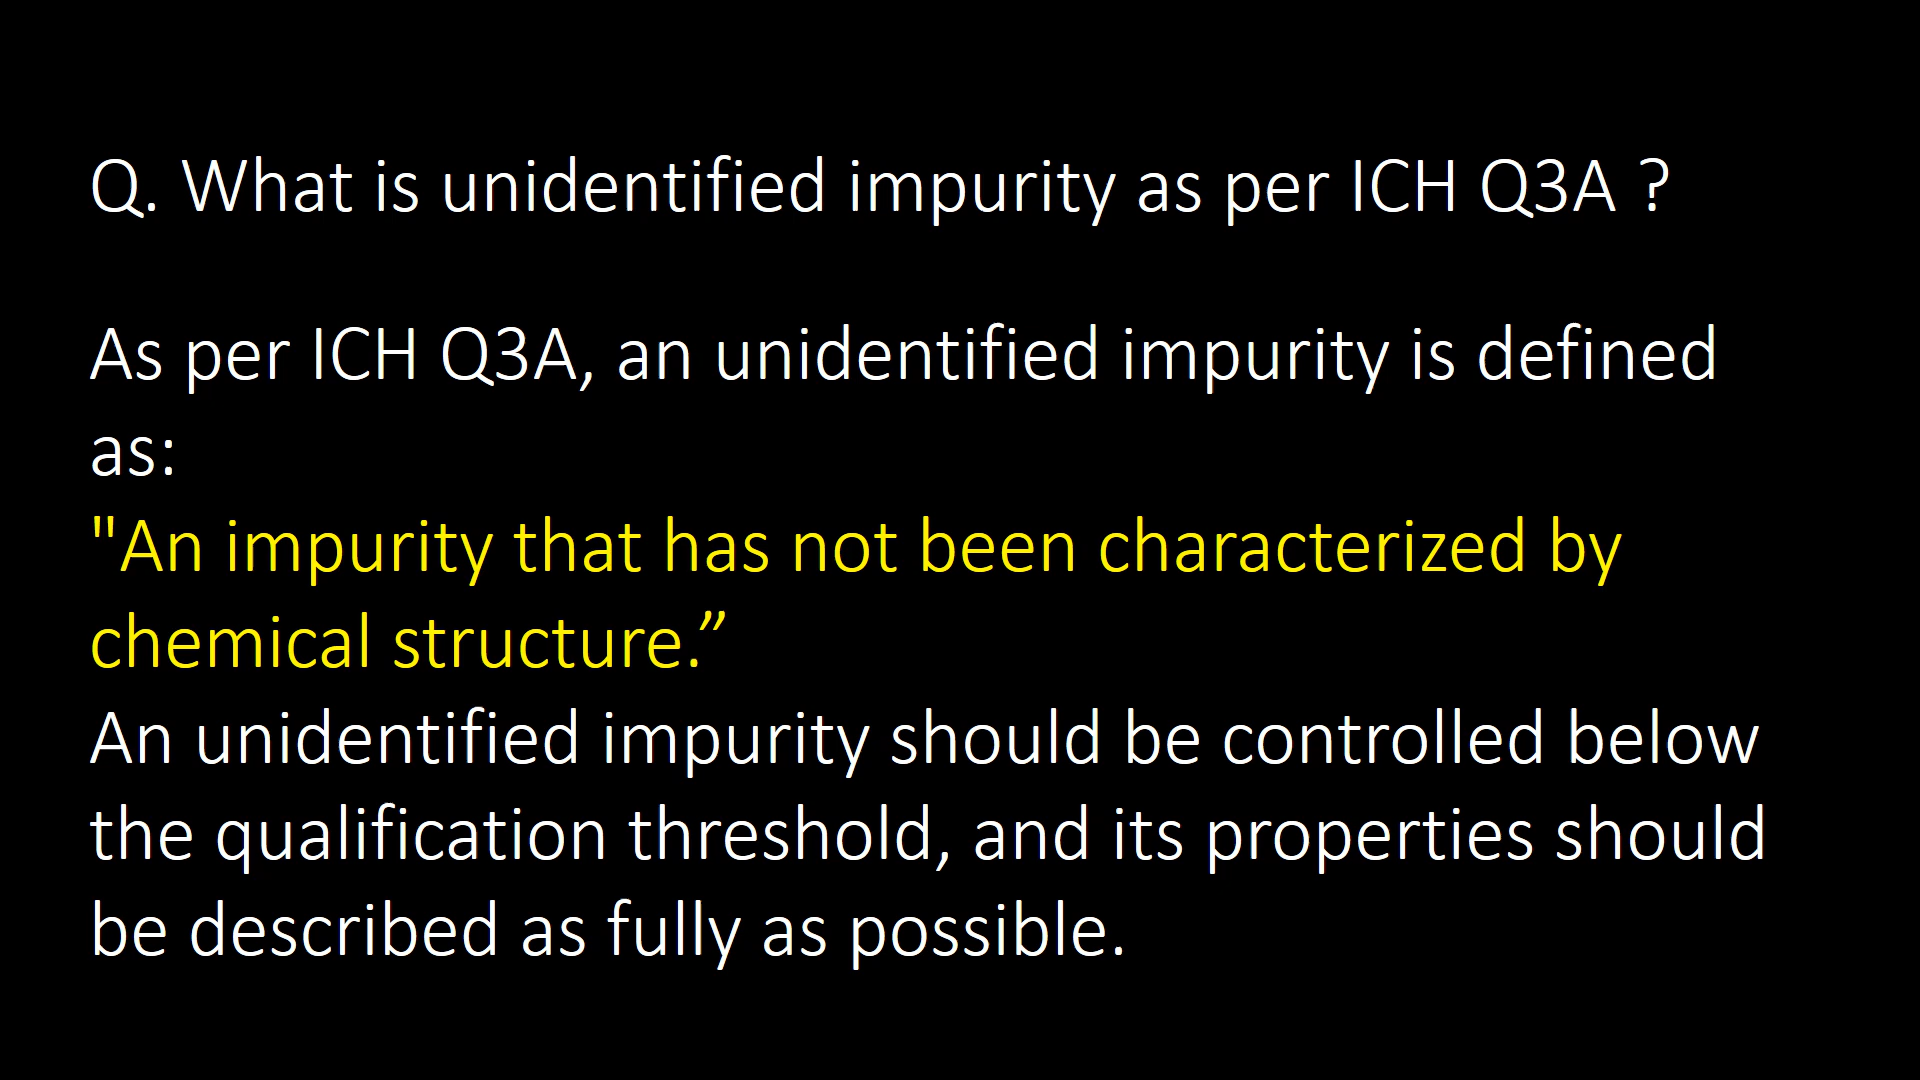 Q. What is unidentified impurity as per ICH Q3A ?
As per ICH Q3A, an unidentified impurity is defined
as:
"An impurity that has not been characterized by
chemical structure.”
An unidentified impurity should be controlled below
the qualification threshold, and its properties should
be described as fully as possible.